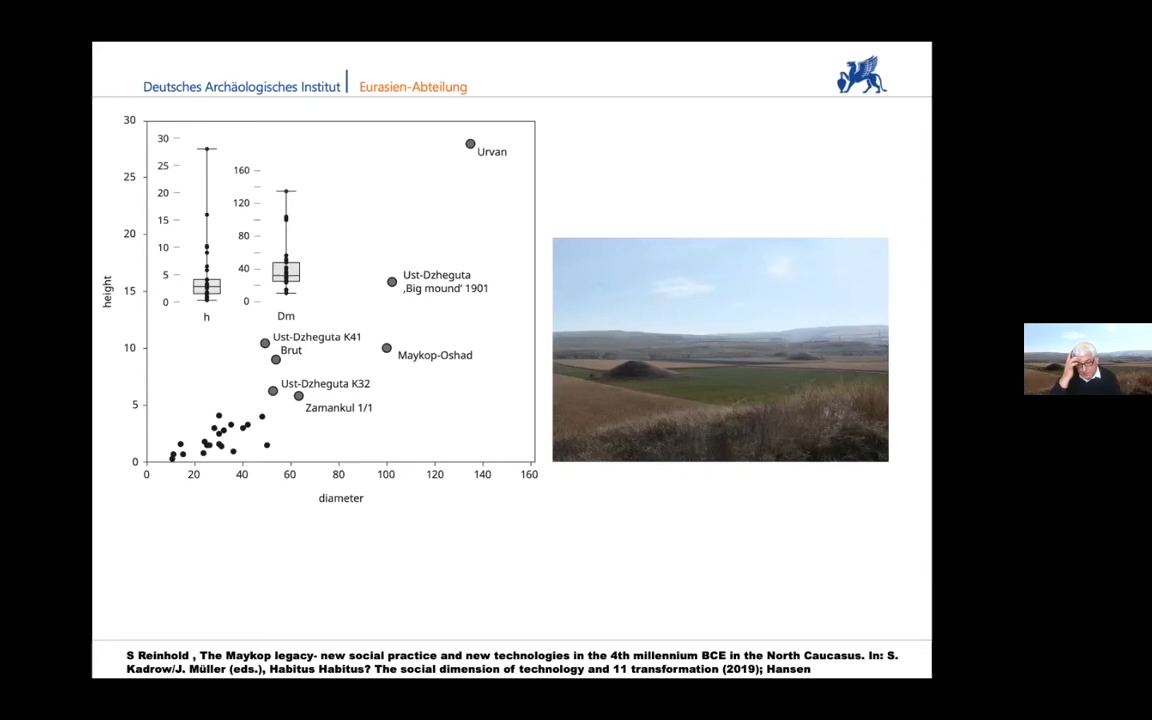 Deutsches Archäologisches Institut
Eurasien-Abteilung
30
25
20
15
10
5
0
height
30
25
20
15
10
5
0
h
160
120
80
40
0
Dm
Urvan
Ust-Dzheguta
‚Big mound' 1901
Ust-Dzheguta K41
Brut
Maykop-Oshad
Ust-Dzheguta K32
Zamankul 1/1
0 20 40 60 80 100 120 140 160
diameter
S Reinhold , The Maykop legacy- new social practice and new technologies in the 4th millennium BCE in the North Caucasus. In: S.
Kadrow/J. Müller (eds.), Habitus Habitus? The social dimension of technology and 11 transformation (2019); Hansen